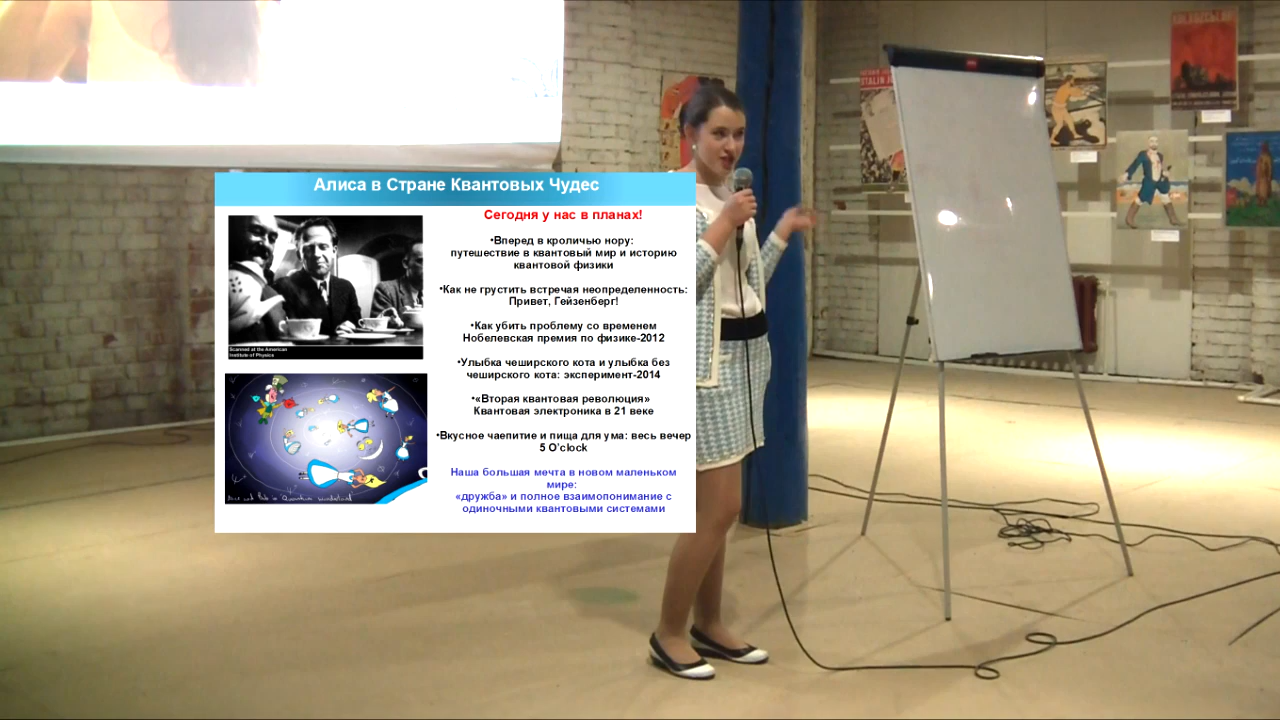 Алиса в Стране Квантовых Чудес
Сегодня у нас в планах!
•Вперед в кроличью нору:
путешествие в квантовый мир и историю
квантовой физики
•Как не грустить встречая неопределенность:
Привет, Гейзенберг!
•Как убить проблему со временем
Нобелевская премия по физике-2012
•Улыбка чеширского кота и улыбка без
чеширского кота: эксперимент-2014
•«Вторая квантовая революция»
Квантовая электроника в 21 веке
•Вкусное чаепитие и пища для ума: весь вечер
5 O'clock
Наша большая мечта в новом маленьком
мире:
«дружба» и полное взаимопонимание с
одиночными квантовыми системами
Scanned at the American
Institute of Physics
in Quantum wonderland
STALIN